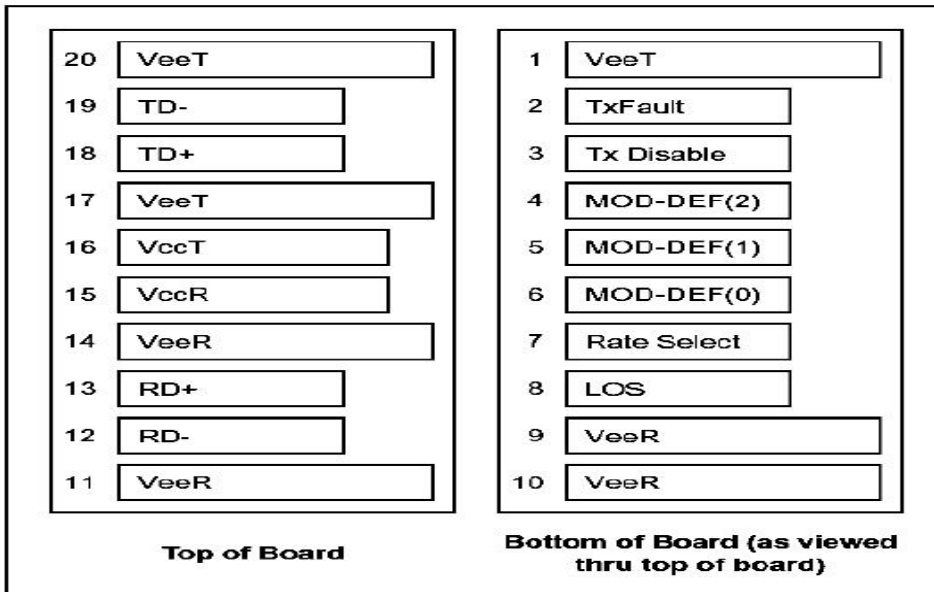 20 VeeT
19 TD-
18 TD+
17 VeeT
16 VccT
15 VccR
14 VeeR
13 RD+
12 RD-
11 VeeR
Top of Board
1 VeeT
2 TxFault
3 Tx Disable
4 MOD-DEF(2)
5 MOD-DEF(1)
6 MOD-DEF(0)
7 Rate Select
8 LOS
9 VeeR
10 VeeR
Bottom of Board (as viewed
thru top of board)